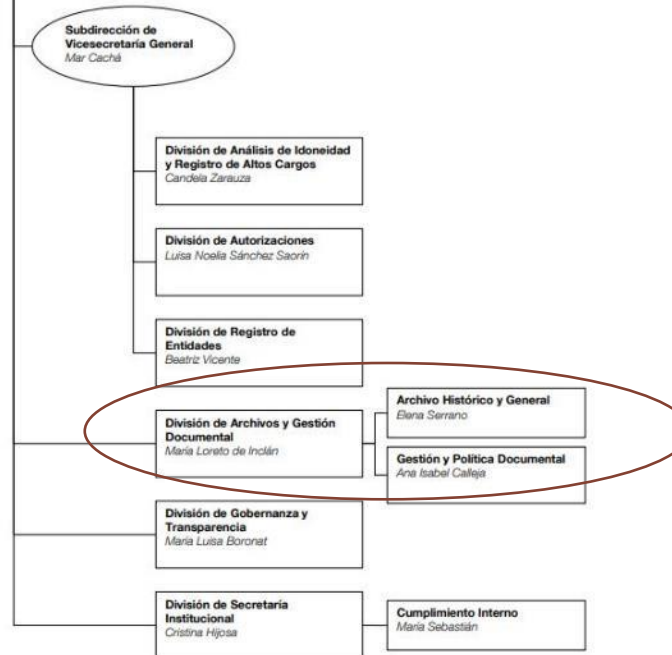 Subdirección de
Vicesecretaría General
Mar Cachá
División de Análisis de Idoneidad
y Registro de Altos Cargos
Candela Zarauza
División de Autorizaciones
Luisa Noelia Sánchez Saorín
División de Registro de
Entidades
Beatriz Vicente
División de Archivos y Gestión
Documental
María Loreto de Inclán
Archivo Histórico y General
Elena Serrano
Gestión y Política Documental
Ana Isabel Calleja
División de Gobernanza y
Transparencia
María Luisa Boronat
División de Secretaría
Institucional
Cristina Hijosa
Cumplimiento Interno
María Sebastián